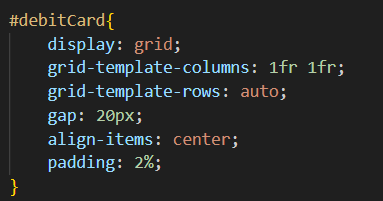 #debitCard{
    display: grid;
    grid-template-columns: 1fr 1fr;
    grid-template-rows: auto;
    gap: 20px;
    align-items: center;
    padding: 2%;
}